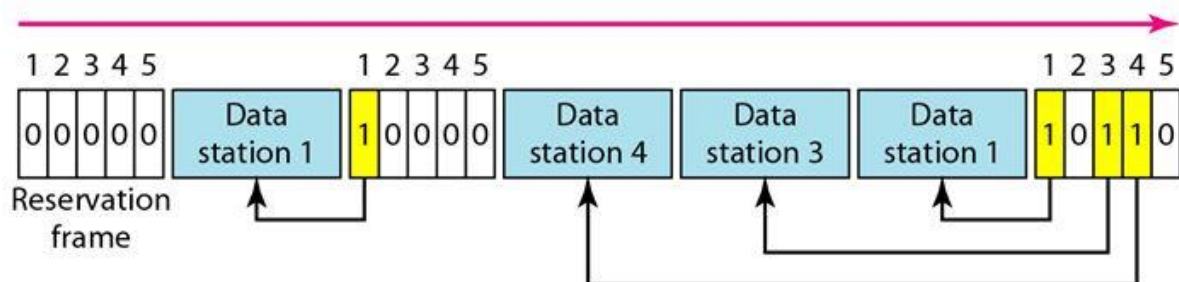 1 2 3 4 5
1 2 3 4 5
1 2 3 4 5
0 0 0 0 0
Data
station 1
1 0 0 0 0
Data
station 4
Data
station 3
Data
station 1
1 0 1 1 0
Reservation
frame